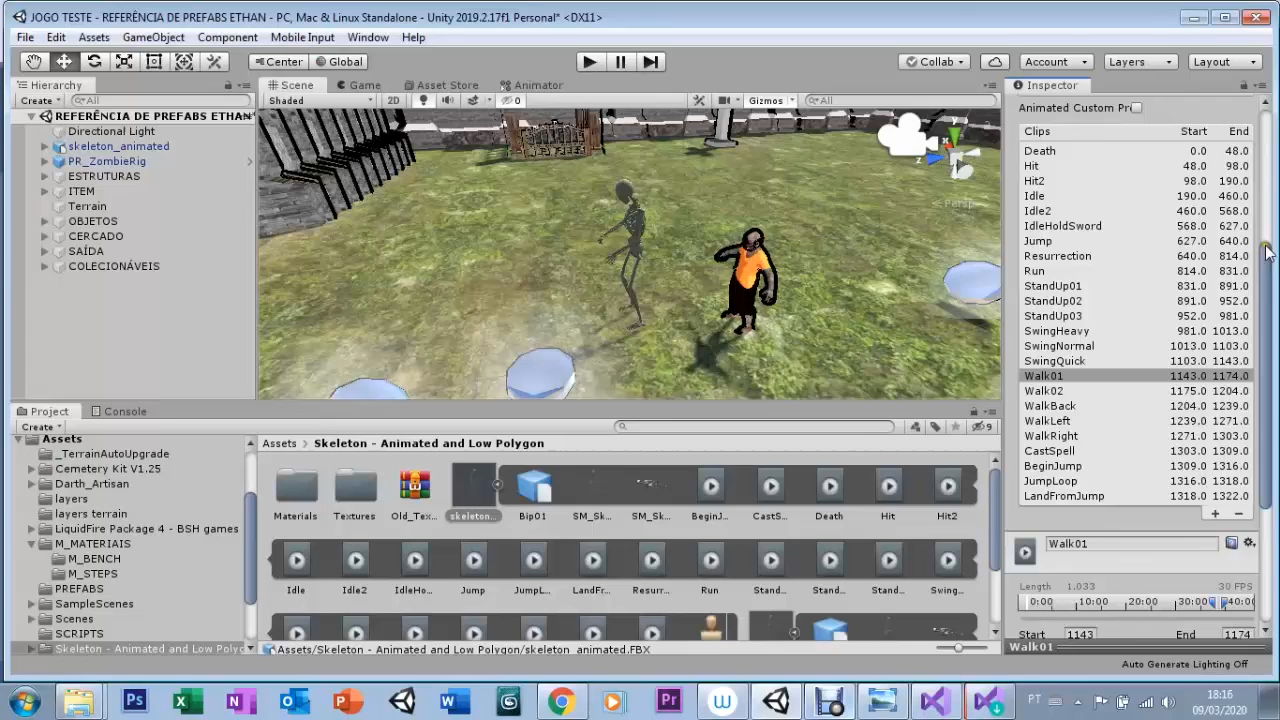 JOGO TESTE - REFERÊNCIA DE PREFABS ETHAN - PC, Mac & Linux Standalone - Unity 2019.2.17f1 Personal* <DX11>
File Edit Assets GameObject Component Mobile Input Window Help
Center Global Collab Account Layers Layout
Hierarchy
Create All
REFERÊNCIA DE PREFABS ETHAN*
Directional Light
skeleton_animated
PR_ZombieRig
ESTRUTURAS
ITEM
Terrain
OBJETOS
CERCADO
SAÍDA
COLECIONÁVEIS
Scene Game Asset Store Animator
Shaded 2D 0 Gizmos All
y
x
z
Persp
Inspector
Animated Custom Pro
Clips Start End
Death 0.0 48.0
Hit 48.0 98.0
Hit2 98.0 190.0
Idle 190.0 460.0
Idle2 460.0 568.0
IdleHoldSword 568.0 627.0
Jump 627.0 640.0
Resurrection 640.0 814.0
Run 814.0 831.0
StandUp01 831.0 891.0
StandUp02 891.0 952.0
StandUp03 952.0 981.0
SwingHeavy 981.0 1013.0
SwingNormal 1013.0 1103.0
SwingQuick 1103.0 1143.0
Walk01 1143.0 1174.0
Walk02 1175.0 1204.0
WalkBack 1204.0 1239.0
WalkLeft 1239.0 1271.0
WalkRight 1271.0 1303.0
CastSpell 1303.0 1309.0
BeginJump 1309.0 1316.0
JumpLoop 1316.0 1318.0
LandFromJump 1318.0 1322.0
+ −
Walk01
Length 1.033 30 FPS
0:00 10:00 20:00 30:00 40:00
Start 1143 End 1174
Walk01
Auto Generate Lighting Off
Project Console
Create 9
Assets
_TerrainAutoUpgrade
Cemetery Kit V1.25
Darth_Artisan
layers
layers terrain
LiquidFire Package 4 - BSH games
M_MATERIAIS
M_BENCH
M_STEPS
PREFABS
SampleScenes
Scenes
SCRIPTS
Skeleton - Animated and Low Polyg
Assets Skeleton - Animated and Low Polygon
Materials Textures Old_Tex... skeleton... Bip01 SM_Sk... SM_Sk... BeginJ... CastS... Death Hit Hit2
Idle Idle2 IdleHo... Jump JumpL... LandFr... Resurr... Run Stand... Stand... Stand... Swing...
Assets/Skeleton - Animated and Low Polygon/skeleton_animated.FBX
PT
18:16
09/03/2020